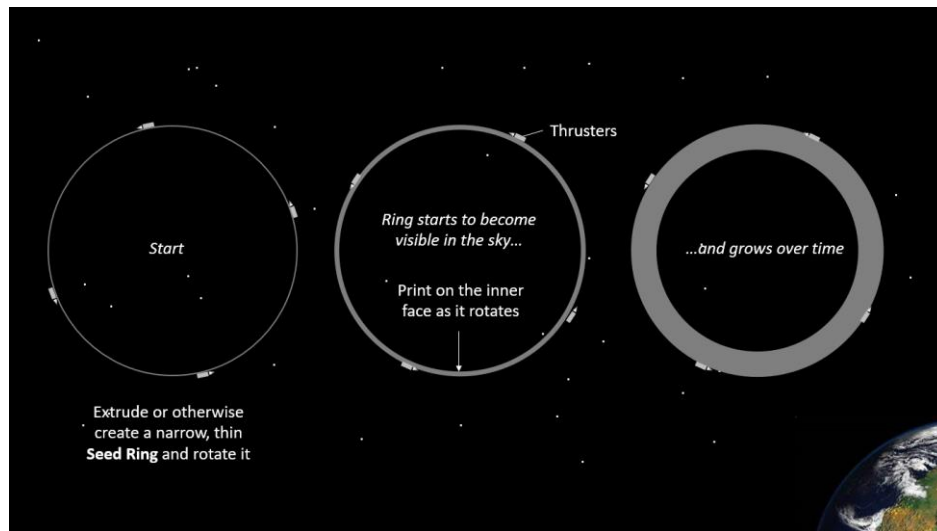 Thrusters
Start
Ring starts to become
visible in the sky...
...and grows over time
Print on the inner
face as it rotates
Extrude or otherwise
create a narrow, thin
Seed Ring and rotate it